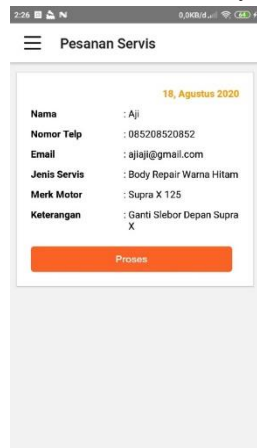 2:26 N 0,0KB/d 68
Pesanan Servis
18, Agustus 2020
Nama : Aji
Nomor Telp : 085208520852
Email : ajiaji@gmail.com
Jenis Servis : Body Repair Warna Hitam
Merk Motor : Supra X 125
Keterangan : Ganti Slebor Depan Supra
X
Proses